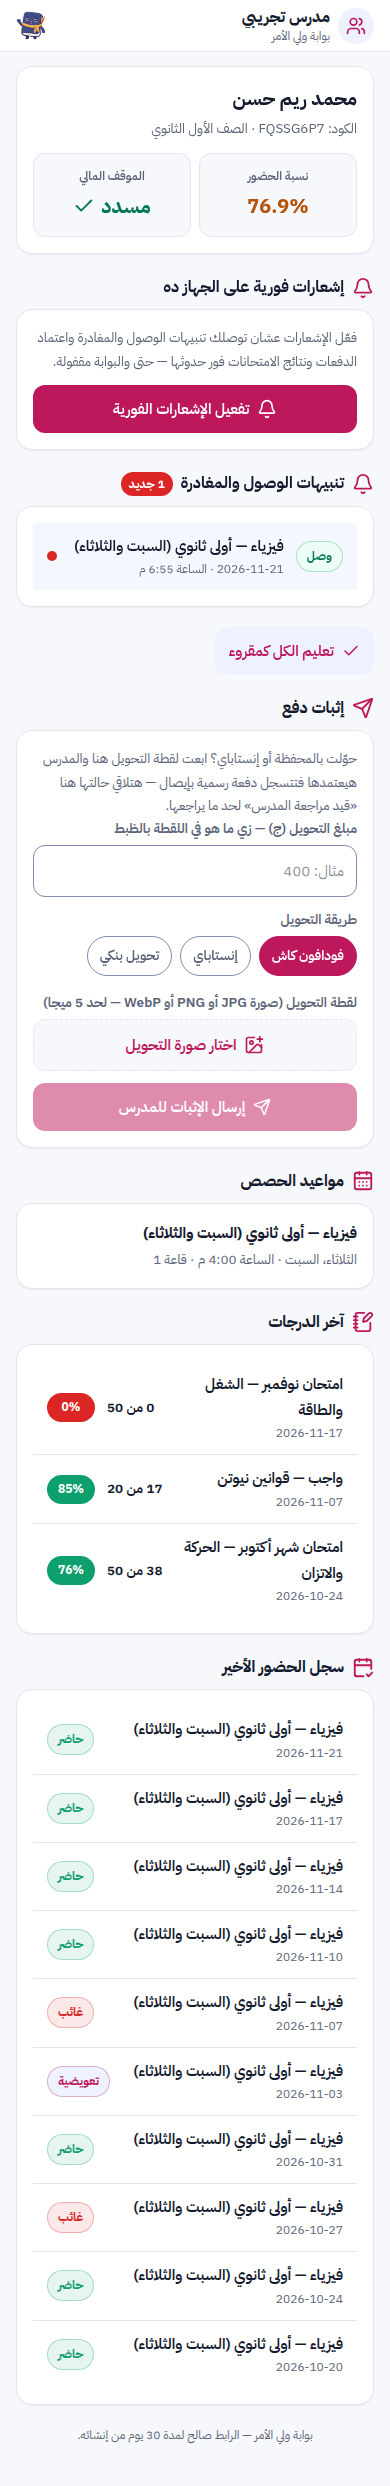 مدرس تجريبي
بوابة ولي الأمر
محمد ريم حسن
الكود: FQSSG6P7 · الصف الأول الثانوي
نسبة الحضور
76.9%
الموقف المالي
مسدد
إشعارات فورية على الجهاز ده
فعّل الإشعارات عشان توصلك تنبيهات الوصول والمغادرة واعتماد
الدفعات ونتائج الامتحانات فور حدوثها — حتى والبوابة مقفولة.
تفعيل الإشعارات الفورية
تنبيهات الوصول والمغادرة
1 جديد
وصل
فيزياء — أولى ثانوي (السبت والثلاثاء)
2026-11-21 · الساعة 6:55 م
تعليم الكل كمقروء
إثبات دفع
حوّلت بالمحفظة أو إنستاباي؟ ابعت لقطة التحويل هنا والمدرس
هيعتمدها فتتسجل دفعة رسمية بإيصال — هتلاقي حالتها هنا
«قيد مراجعة المدرس» لحد ما يراجعها.
مبلغ التحويل (ج) — زي ما هو في اللقطة بالظبط
مثال: 400
طريقة التحويل
فودافون كاش
إنستاباي
تحويل بنكي
لقطة التحويل (صورة JPG أو PNG أو WebP — لحد 5 ميجا)
اختار صورة التحويل
إرسال الإثبات للمدرس
مواعيد الحصص
فيزياء — أولى ثانوي (السبت والثلاثاء)
الثلاثاء، السبت · الساعة 4:00 م · قاعة 1
آخر الدرجات
امتحان نوفمبر — الشغل
والطاقة
2026-11-17
0 من 50
0%
واجب — قوانين نيوتن
2026-11-07
17 من 20
85%
امتحان شهر أكتوبر — الحركة
والاتزان
2026-10-24
38 من 50
76%
سجل الحضور الأخير
فيزياء — أولى ثانوي (السبت والثلاثاء)
2026-11-21
حاضر
فيزياء — أولى ثانوي (السبت والثلاثاء)
2026-11-17
حاضر
فيزياء — أولى ثانوي (السبت والثلاثاء)
2026-11-14
حاضر
فيزياء — أولى ثانوي (السبت والثلاثاء)
2026-11-10
حاضر
فيزياء — أولى ثانوي (السبت والثلاثاء)
2026-11-07
غائب
فيزياء — أولى ثانوي (السبت والثلاثاء)
2026-11-03
تعويضية
فيزياء — أولى ثانوي (السبت والثلاثاء)
2026-10-31
حاضر
فيزياء — أولى ثانوي (السبت والثلاثاء)
2026-10-27
غائب
فيزياء — أولى ثانوي (السبت والثلاثاء)
2026-10-24
حاضر
فيزياء — أولى ثانوي (السبت والثلاثاء)
2026-10-20
حاضر
بوابة ولي الأمر — الرابط صالح لمدة 30 يوم من إنشائه.